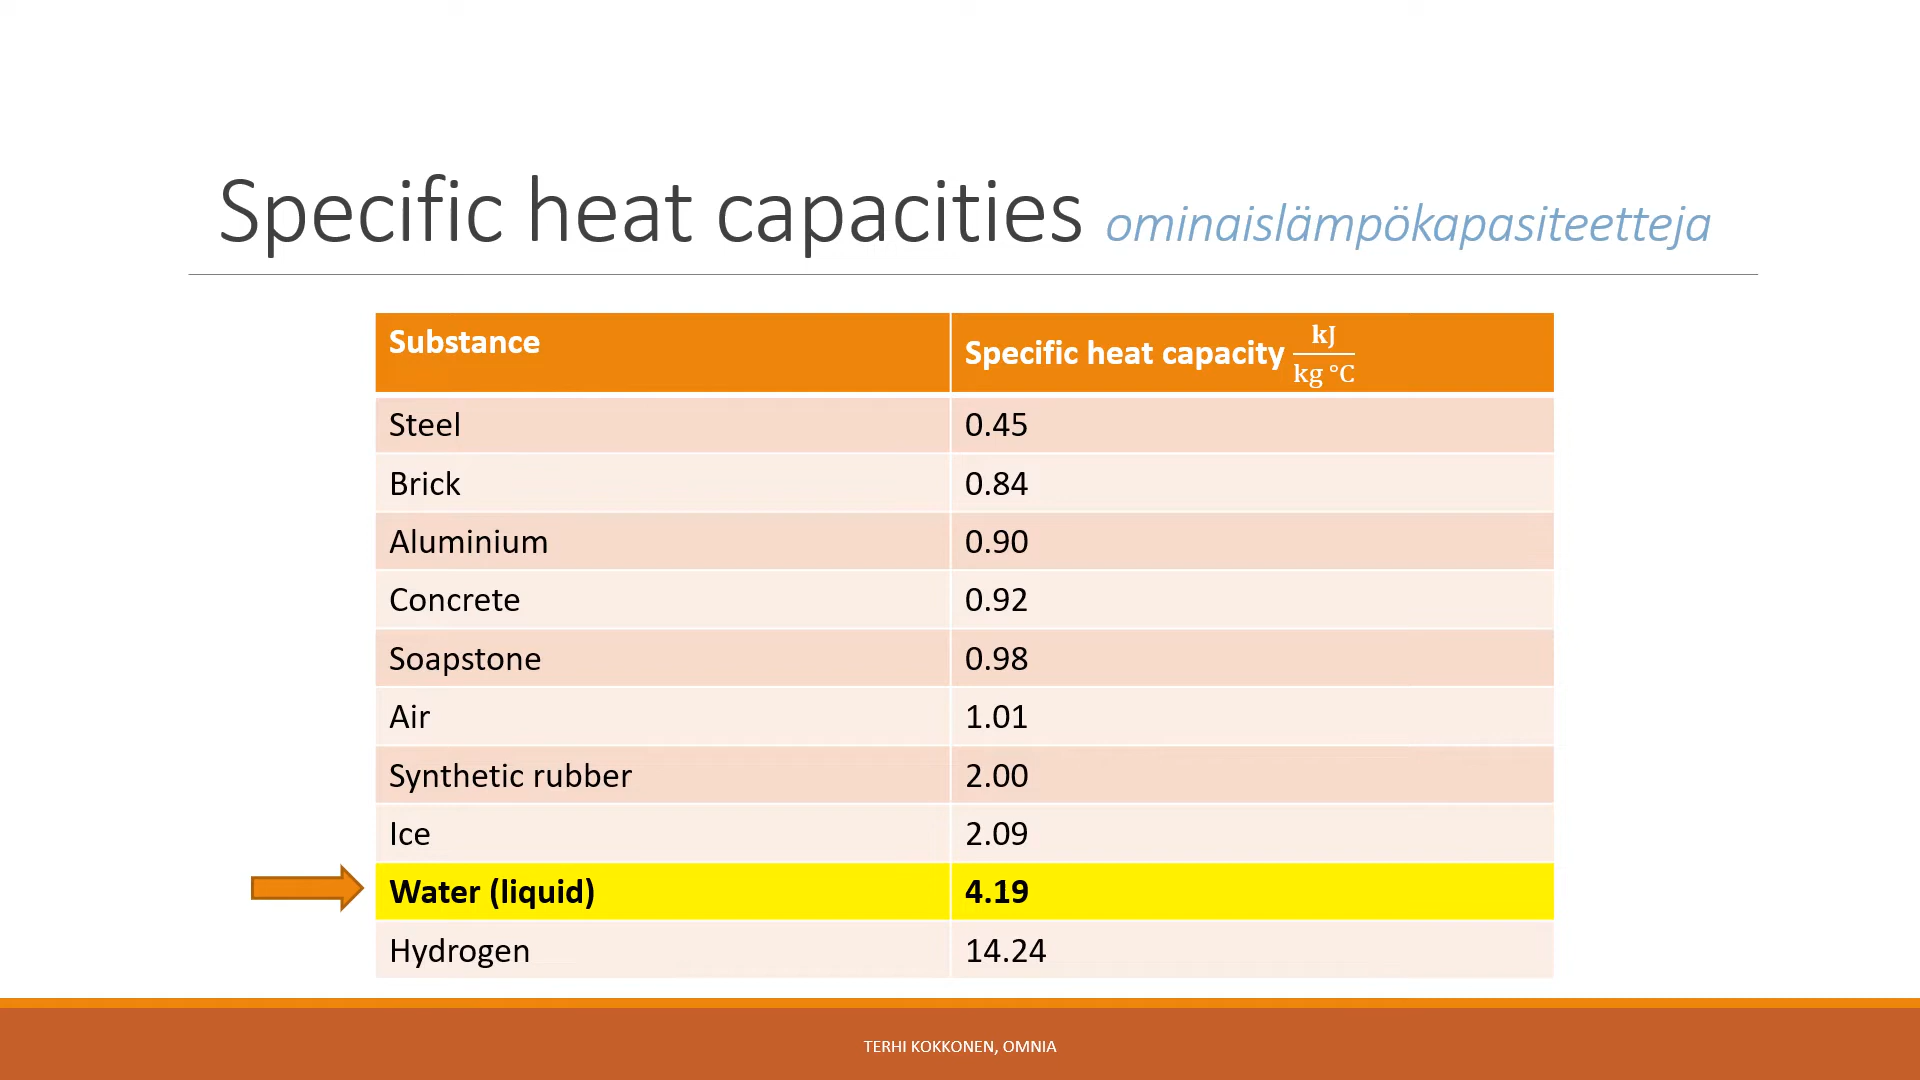 Specific heat capacities ominaislämpökapasiteetteja
Substance Specific heat capacity kJ/kg °C
Steel 0.45
Brick 0.84
Aluminium 0.90
Concrete 0.92
Soapstone 0.98
Air 1.01
Synthetic rubber 2.00
Ice 2.09
Water (liquid) 4.19
Hydrogen 14.24
TERHI KOKKONEN, OMNIA